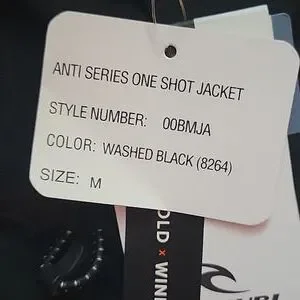 ANTI SERIES ONE SHOT JACKET
STYLE NUMBER: 00BMJA
COLOR: WASHED BLACK (8264)
SIZE: M